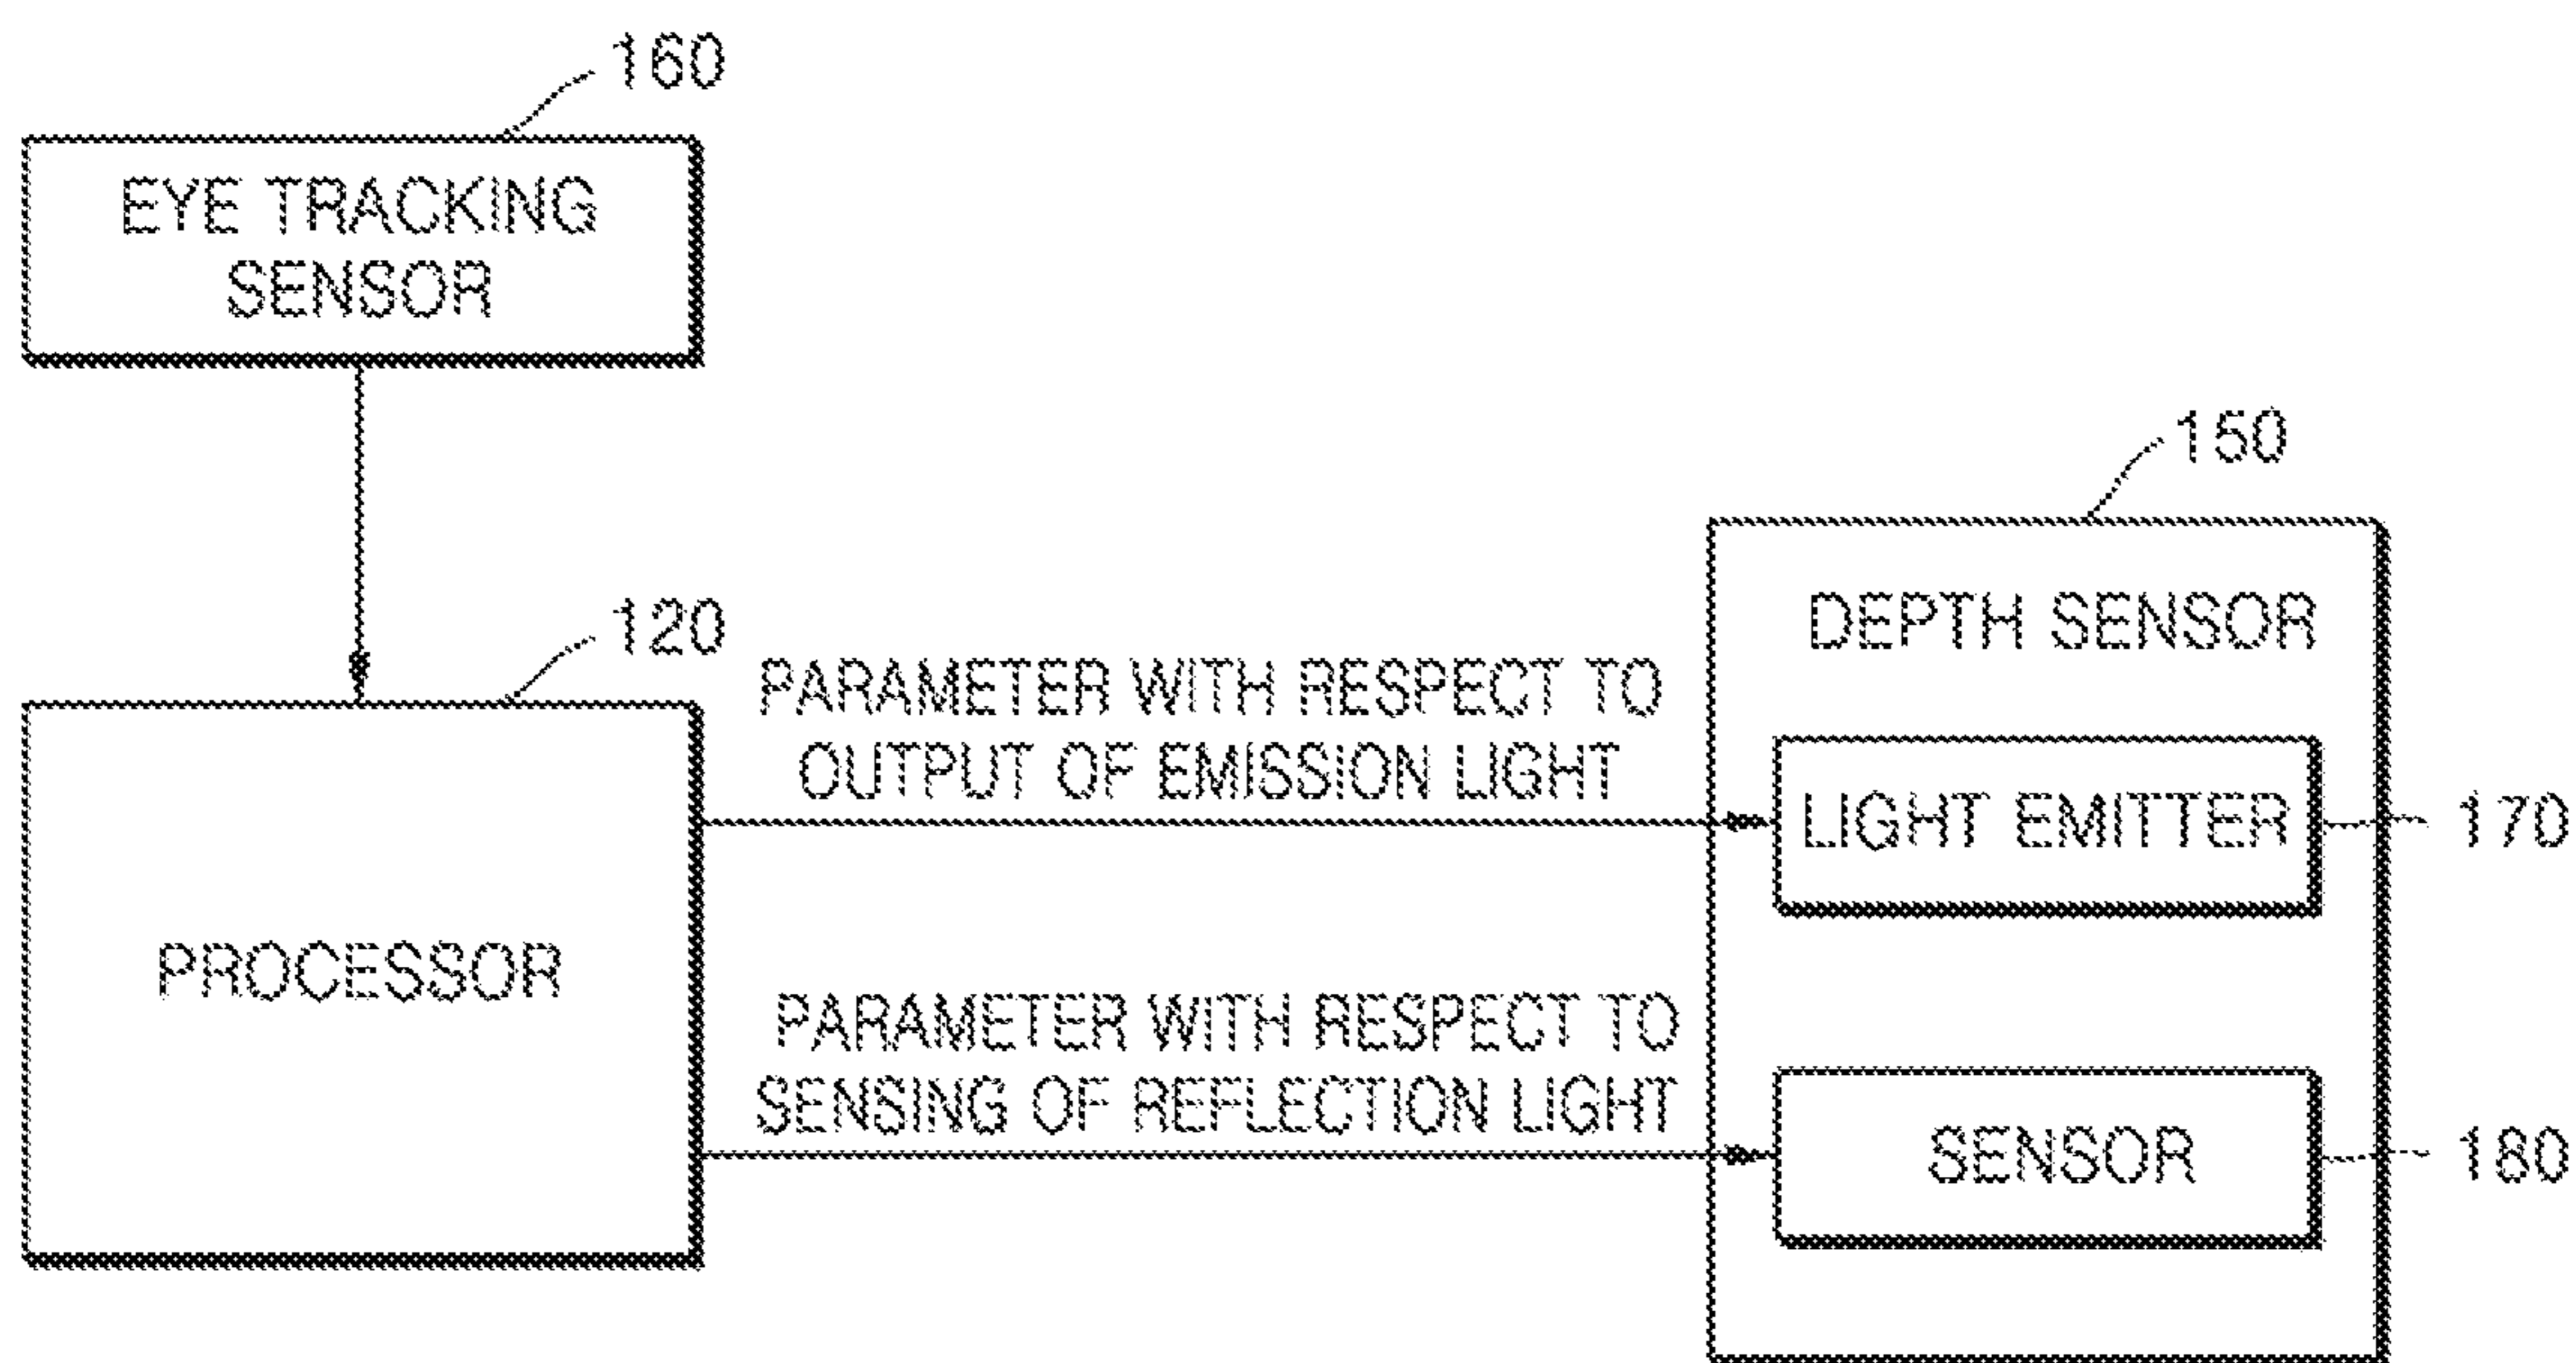 160
EYE TRACKING
SENSOR
150
120
DEPTH SENSOR
PARAMETER WITH RESPECT TO
OUTPUT OF EMISSION LIGHT
LIGHT EMITTER
170
PROCESSOR
PARAMETER WITH RESPECT TO
SENSING OF REFLECTION LIGHT
SENSOR
180